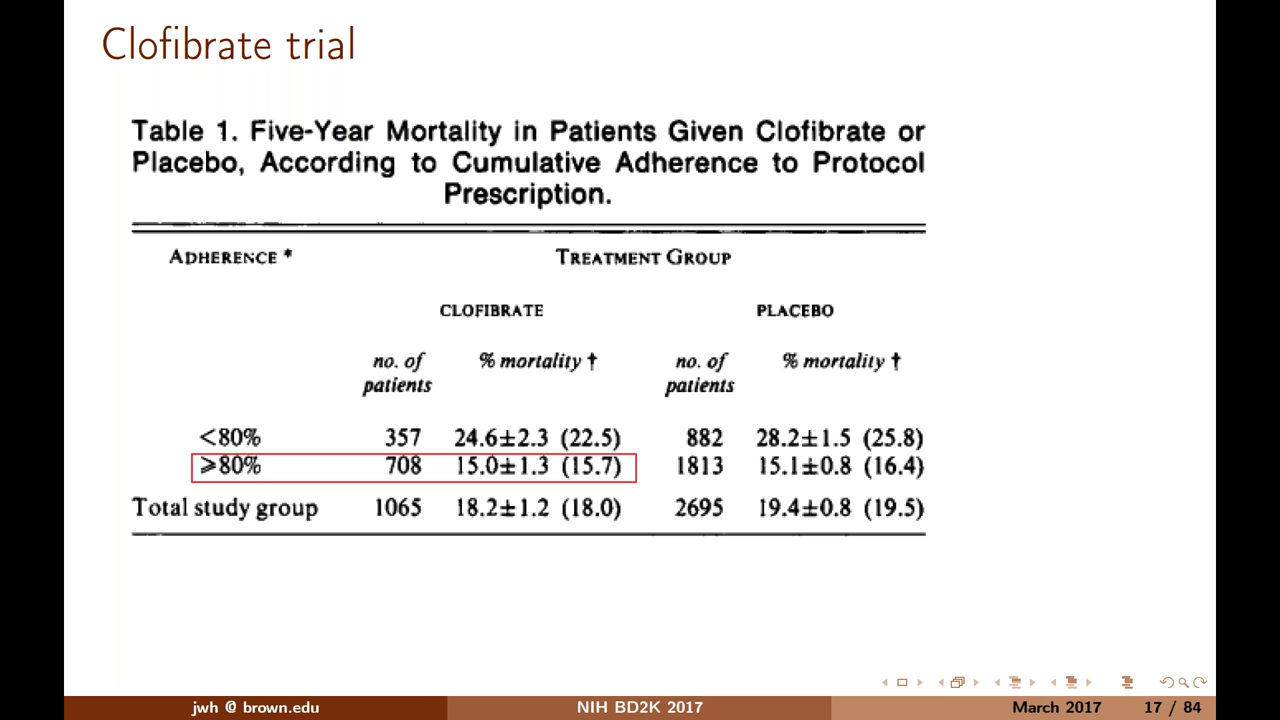 Clofibrate trial
Table 1. Five-Year Mortality in Patients Given Clofibrate or
Placebo, According to Cumulative Adherence to Protocol
Prescription.
ADHERENCE * TREATMENT GROUP
CLOFIBRATE PLACEBO
no. of % mortality † no. of % mortality †
patients patients
<80% 357 24.6±2.3 (22.5) 882 28.2±1.5 (25.8)
⩾80% 708 15.0±1.3 (15.7) 1813 15.1±0.8 (16.4)
Total study group 1065 18.2±1.2 (18.0) 2695 19.4±0.8 (19.5)
jwh @ brown.edu NIH BD2K 2017 March 2017 17 / 84